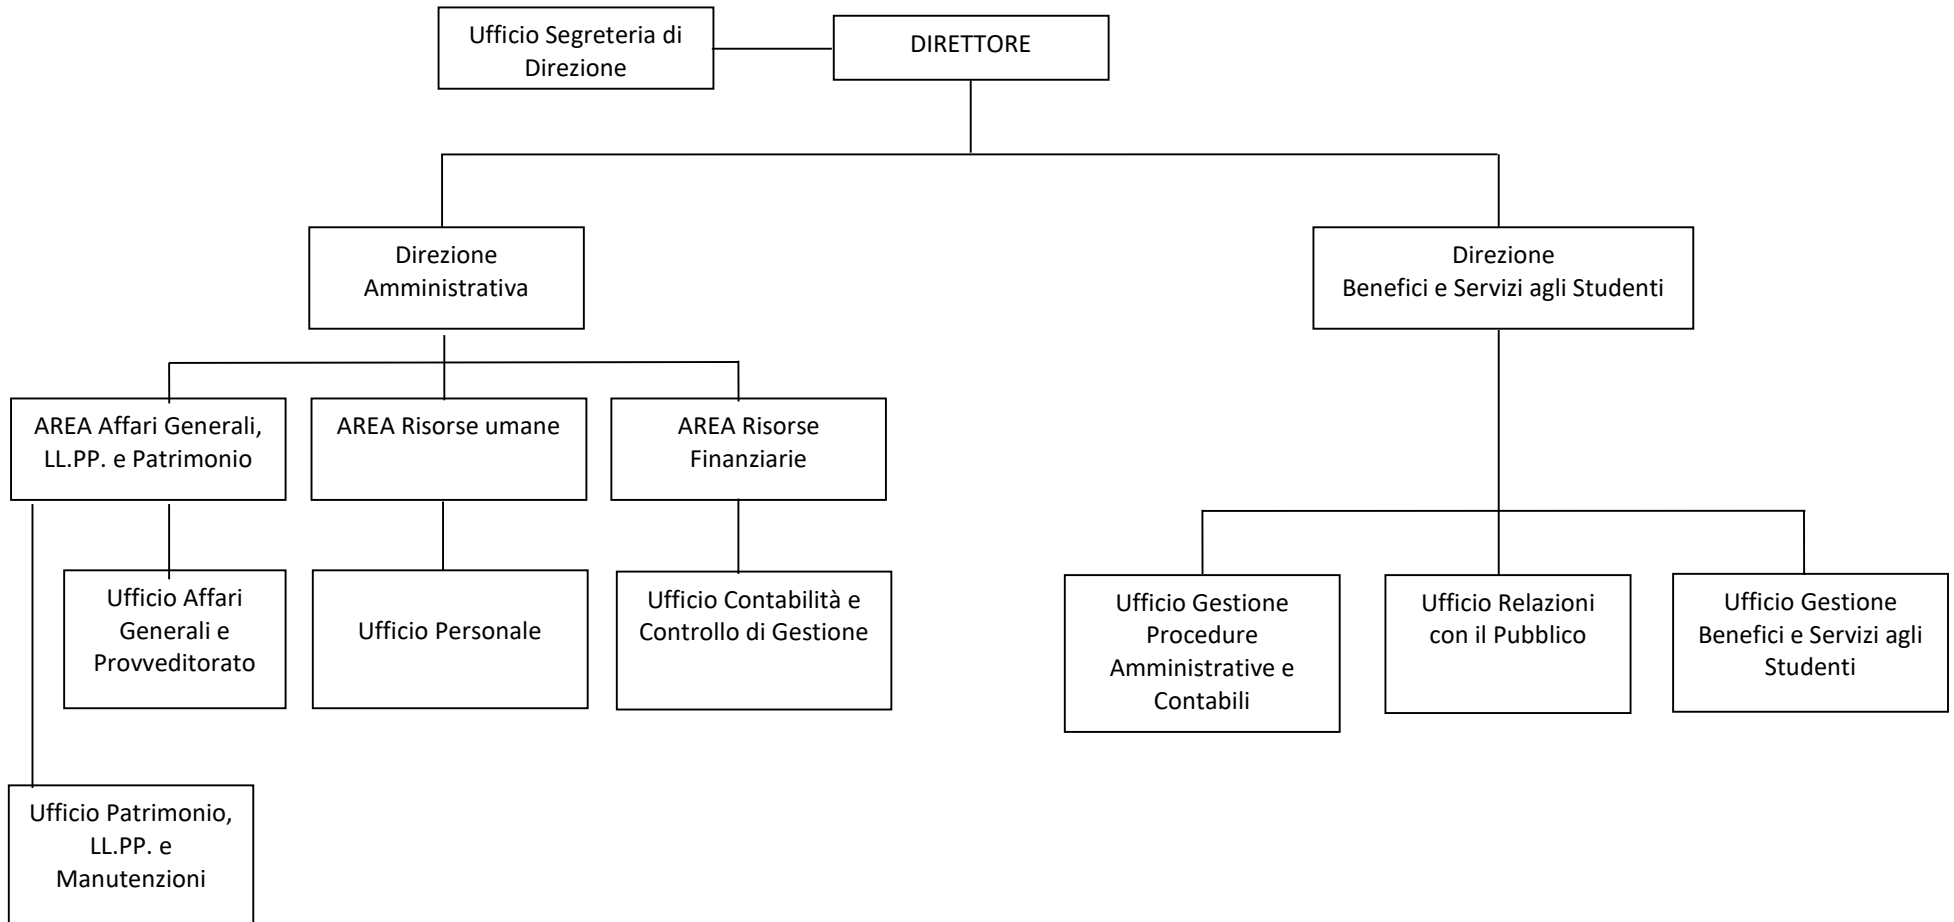 Ufficio Segreteria di
Direzione
DIRETTORE
Direzione
Amministrativa
Direzione
Benefici e Servizi agli Studenti
AREA Affari Generali,
LL.PP. e Patrimonio
AREA Risorse umane
AREA Risorse
Finanziarie
Ufficio Affari
Generali e
Provveditorato
Ufficio Personale
Ufficio Contabilità e
Controllo di Gestione
Ufficio Gestione
Procedure
Amministrative e
Contabili
Ufficio Relazioni
con il Pubblico
Ufficio Gestione
Benefici e Servizi agli
Studenti
Ufficio Patrimonio,
LL.PP. e
Manutenzioni